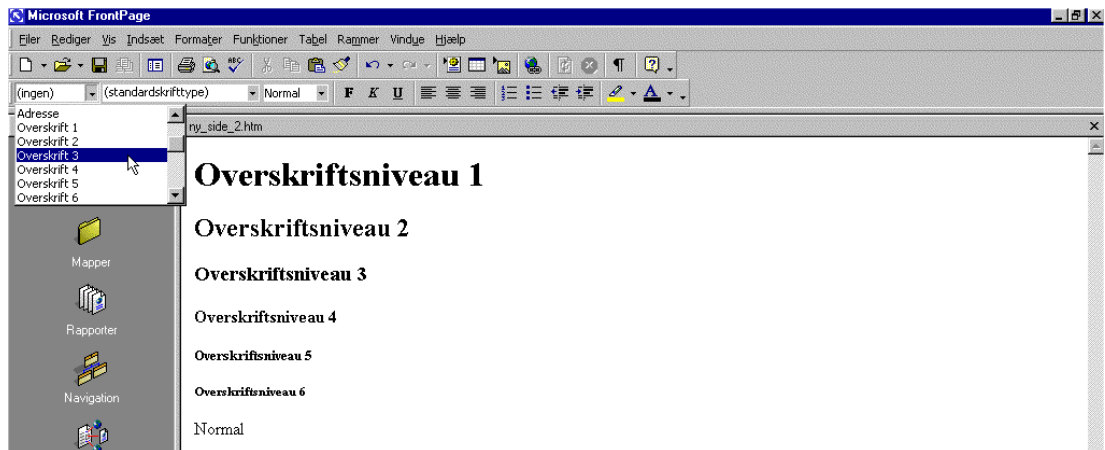 Microsoft FrontPage
Filer Rediger Vis Indsæt Formater Funktioner Tabel Rammer Vindue Hjælp
(ingen) (standardskrifttype) Normal F K U
Adresse
Overskrift 1
Overskrift 2
Overskrift 3
Overskrift 4
Overskrift 5
Overskrift 6
ny_side_2.htm
Mapper
Rapporter
Navigation
Overskriftsniveau 1
Overskriftsniveau 2
Overskriftsniveau 3
Overskriftsniveau 4
Overskriftsniveau 5
Overskriftsniveau 6
Normal